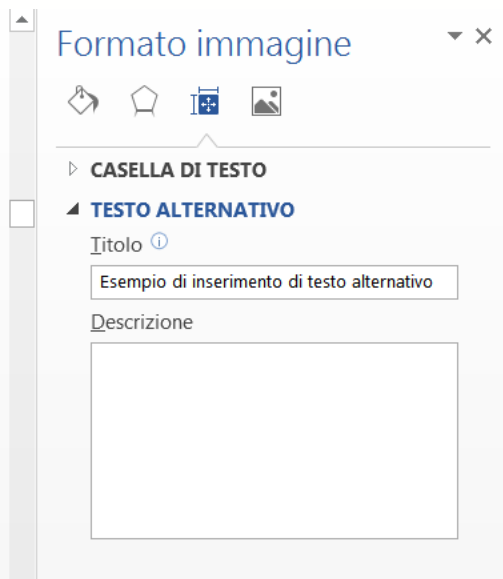 Formato immagine
CASELLA DI TESTO
TESTO ALTERNATIVO
Titolo
Esempio di inserimento di testo alternativo
Descrizione